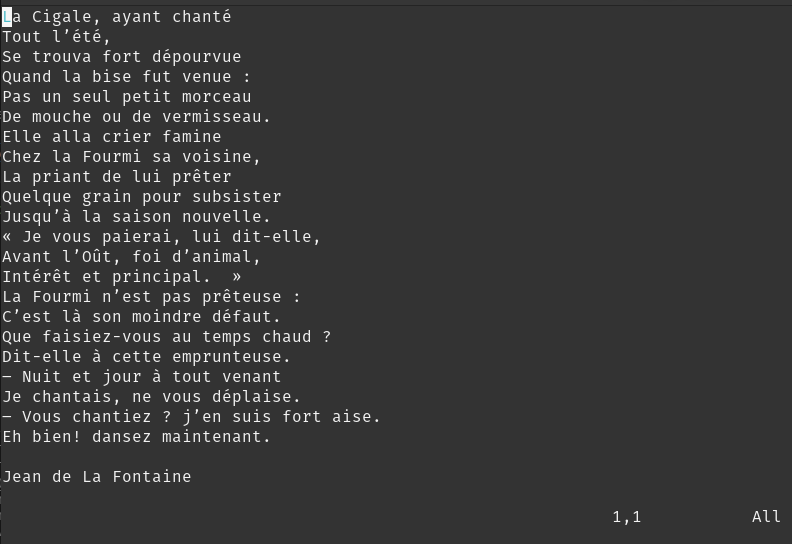 La Cigale, ayant chanté
Tout l’été,
Se trouva fort dépourvue
Quand la bise fut venue :
Pas un seul petit morceau
De mouche ou de vermisseau.
Elle alla crier famine
Chez la Fourmi sa voisine,
La priant de lui prêter
Quelque grain pour subsister
Jusqu’à la saison nouvelle.
« Je vous paierai, lui dit-elle,
Avant l’Oût, foi d’animal,
Intérêt et principal.  »
La Fourmi n’est pas prêteuse :
C’est là son moindre défaut.
Que faisiez-vous au temps chaud ?
Dit-elle à cette emprunteuse.
— Nuit et jour à tout venant
Je chantais, ne vous déplaise.
— Vous chantiez ? j’en suis fort aise.
Eh bien! dansez maintenant.

Jean de La Fontaine
1,1 All